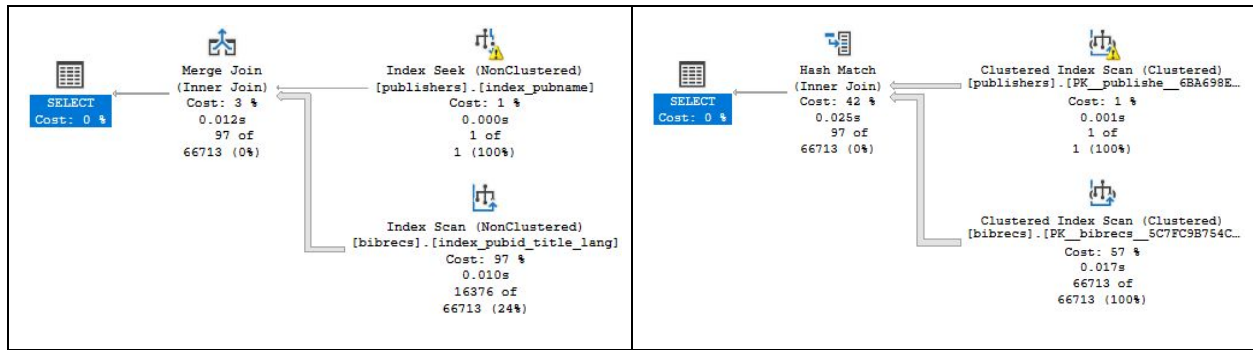 Merge Join
(Inner Join)
Cost: 3 %
0.012s
97 of
66713 (0%)
Index Seek (NonClustered)
[publishers].[index_pubname]
Cost: 1 %
0.000s
1 of
1 (100%)
SELECT
Cost: 0 %
Index Scan (NonClustered)
[bibrecs].[index_pubid_title_lang]
Cost: 97 %
0.010s
16376 of
66713 (24%)
Hash Match
(Inner Join)
Cost: 42 %
0.025s
97 of
66713 (0%)
Clustered Index Scan (Clustered)
[publishers].[PK__publishe__6BA698E…
Cost: 1 %
0.001s
1 of
1 (100%)
SELECT
Cost: 0 %
Clustered Index Scan (Clustered)
[bibrecs].[PK__bibrecs__5C7FC9B754C…
Cost: 57 %
0.017s
66713 of
66713 (100%)